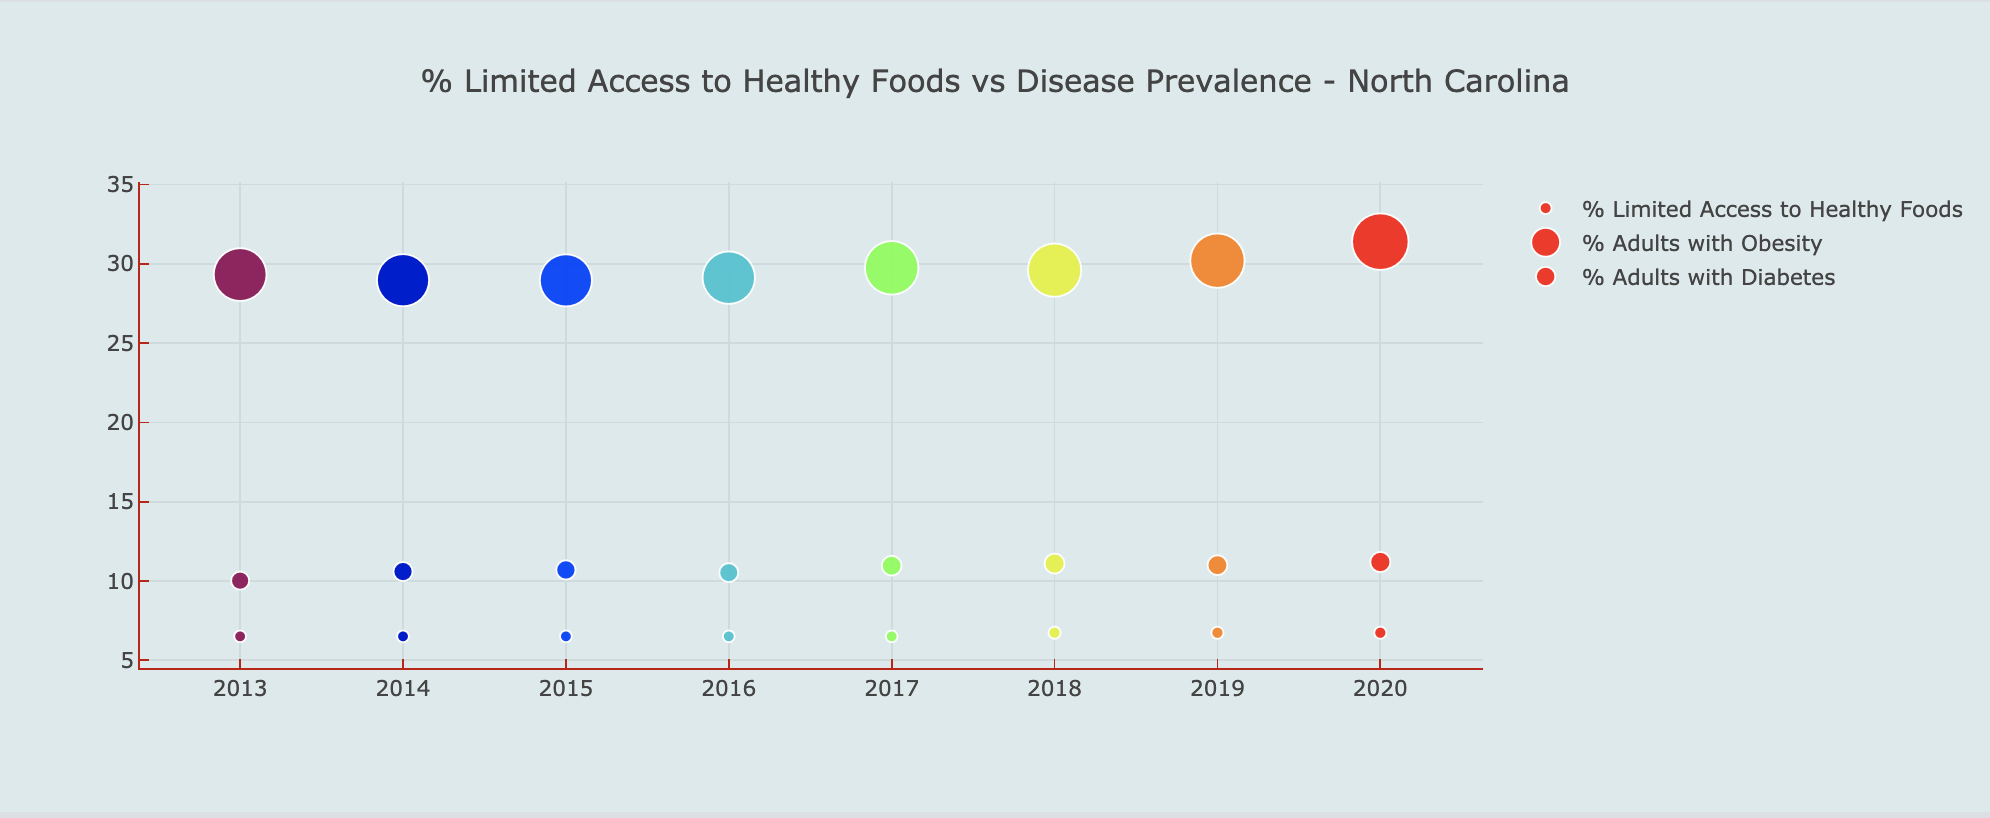 % Limited Access to Healthy Foods vs Disease Prevalence - North Carolina
35
30
25
20
15
10
5
2013 2014 2015 2016 2017 2018 2019 2020
% Limited Access to Healthy Foods
% Adults with Obesity
% Adults with Diabetes